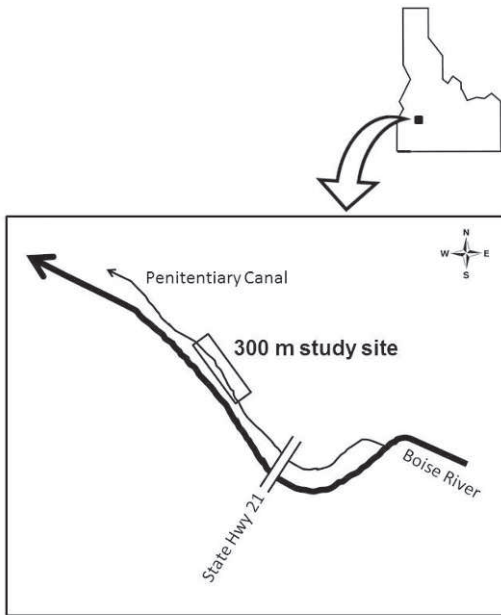 N
W E
S
Penitentiary Canal
300 m study site
Boise River
State Hwy 21